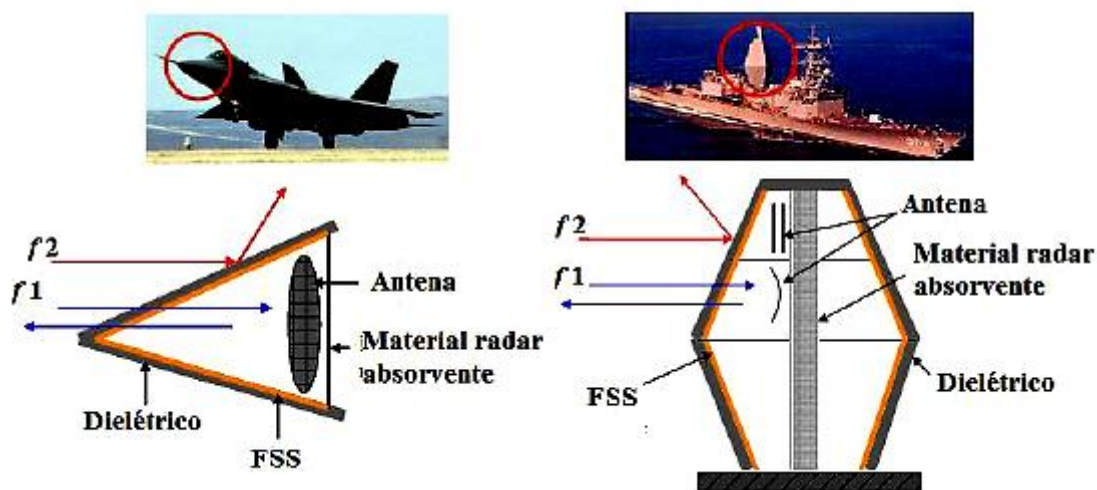 f2
f1
Antena
Material radar
absorvente
Dielétrico
FSS
f2
f1
Antena
Material radar
absorvente
FSS
Dielétrico